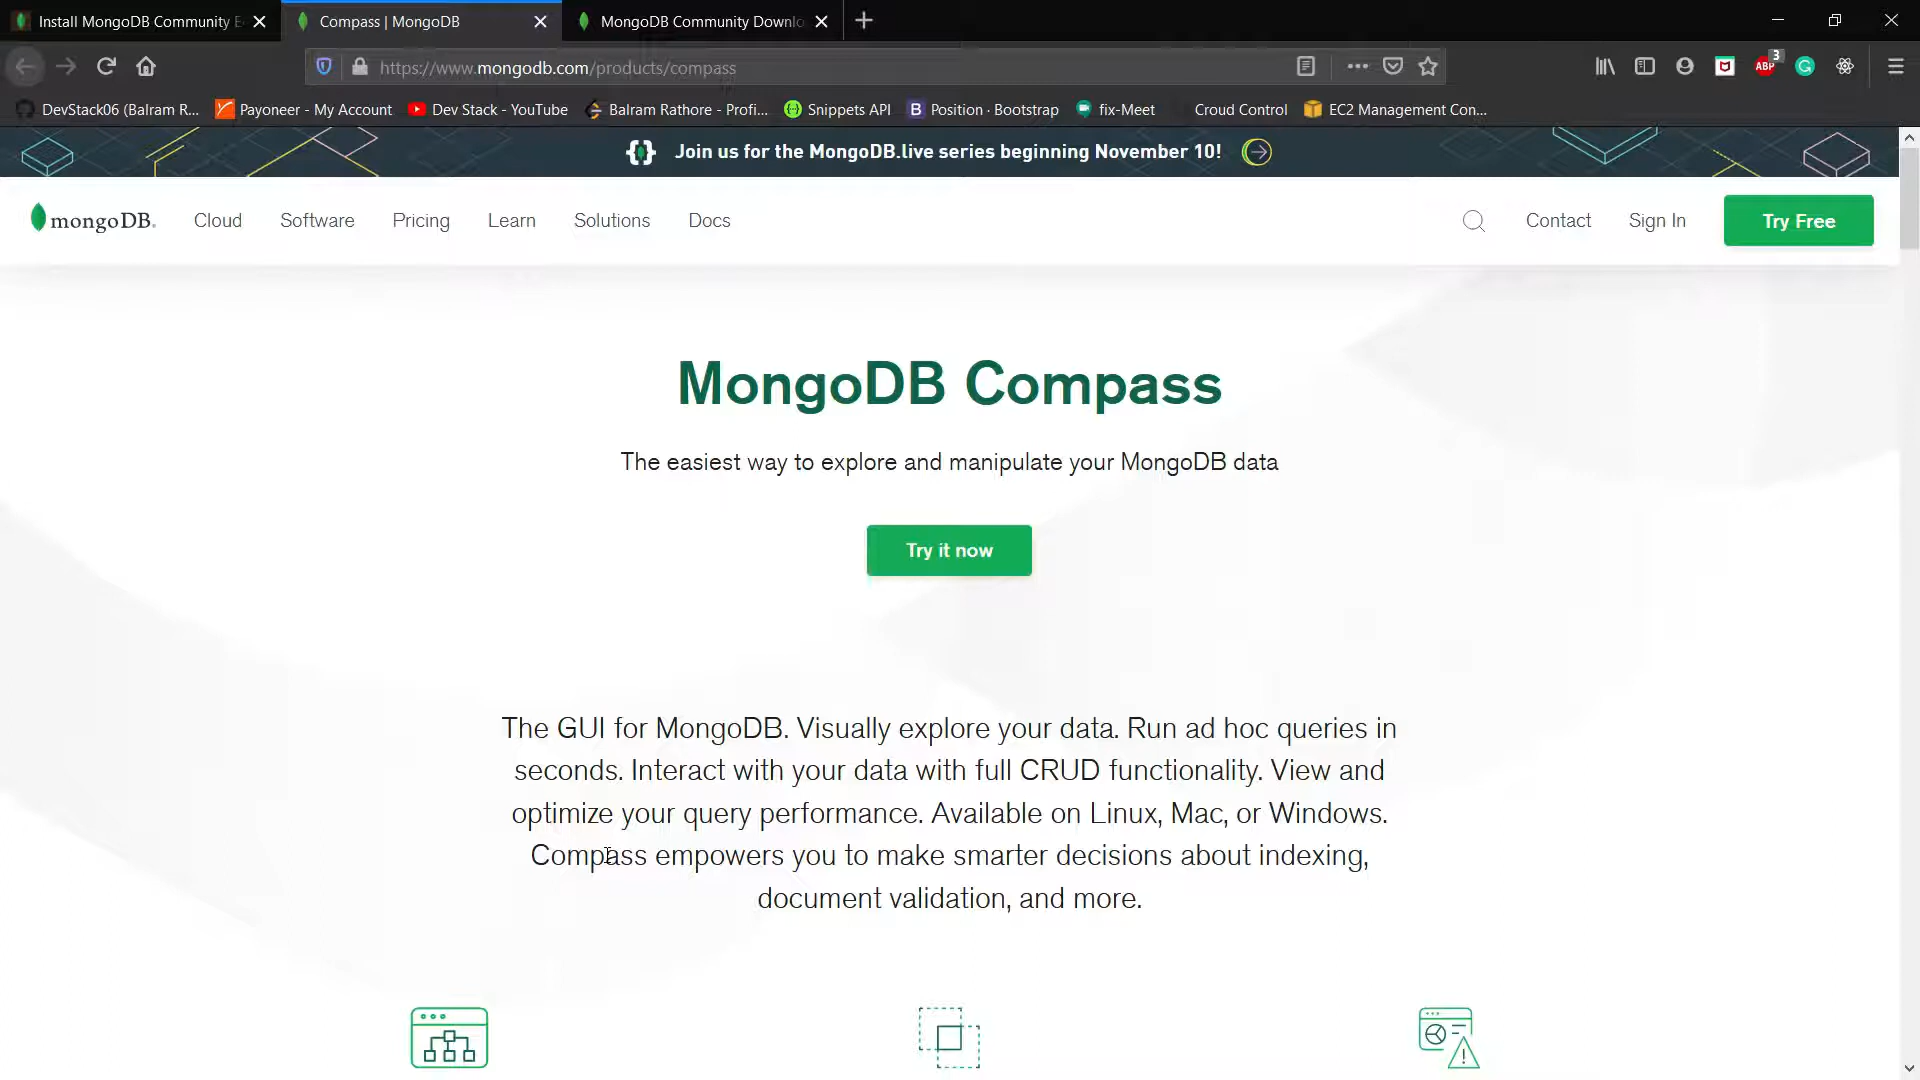 Install MongoDB Community E
Compass | MongoDB
MongoDB Community Downlo
https://www.mongodb.com/products/compass
3
ABP
DevStack06 (Balram R...
Payoneer - My Account
Dev Stack - YouTube
Balram Rathore - Profi...
Snippets API
B
Position · Bootstrap
fix-Meet
Croud Control
EC2 Management Con...
Join us for the MongoDB.live series beginning November 10!
mongoDB.
Cloud
Software
Pricing
Learn
Solutions
Docs
Contact
Sign In
Try Free
MongoDB Compass
The easiest way to explore and manipulate your MongoDB data
Try it now
The GUI for MongoDB. Visually explore your data. Run ad hoc queries in
seconds. Interact with your data with full CRUD functionality. View and
optimize your query performance. Available on Linux, Mac, or Windows.
Compass empowers you to make smarter decisions about indexing,
document validation, and more.